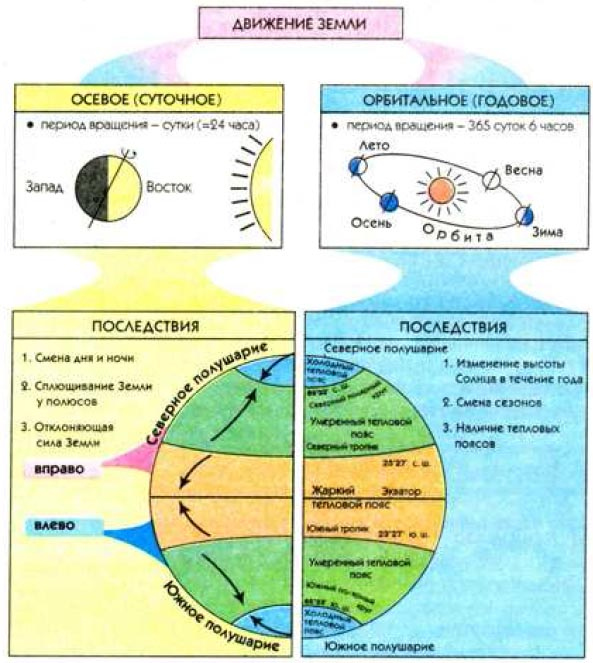 ДВИЖЕНИЕ ЗЕМЛИ
ОСЕВОЕ (СУТОЧНОЕ)
• период вращения – сутки (=24 часа)
Запад
Восток
ОРБИТАЛЬНОЕ (ГОДОВОЕ)
• период вращения – 365 суток 6 часов
Лето
Весна
Осень
Орбита
Зима
ПОСЛЕДСТВИЯ
1. Смена дня и ночи
2. Сплющивание Земли
у полюсов
3. Отклоняющая
сила Земли
вправо
влево
Северное полушарие
Южное полушарие
ПОСЛЕДСТВИЯ
Северное полушарие
1. Изменение высоты
Солнца в течение года
2. Смена сезонов
3. Наличие тепловых
поясов
Холодный
тепловой
пояс
с. ш.
Северный полярный
круг
Умеренный тепловой
пояс
Северный тропик
23°27' с. ш.
Жаркий Экватор
тепловой пояс
Южный тропик
23°27' ю. ш.
Умеренный тепловой
пояс
Южный полярный
круг
ю. ш.
Холодный
тепловой
пояс
Южное полушарие